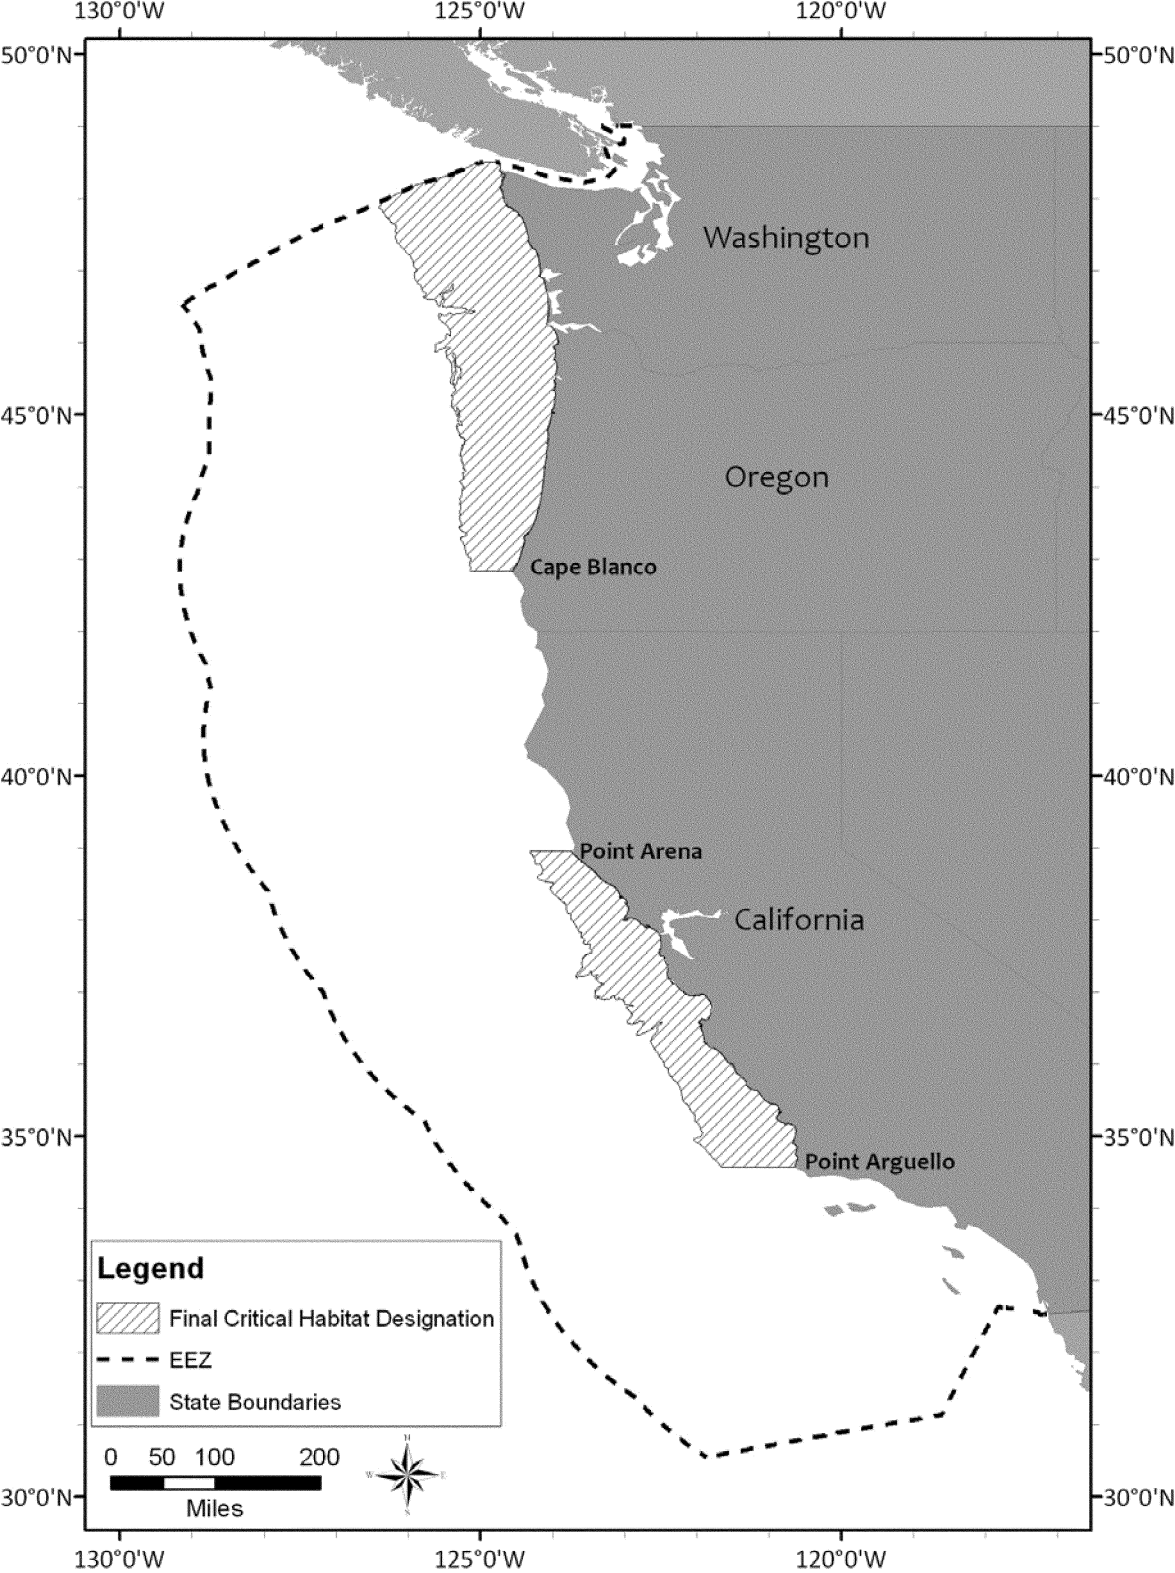 130°0'W 125°0'W 120°0'W
50°0'N 50°0'N
Washington
45°0'N 45°0'N
Oregon
Cape Blanco
40°0'N 40°0'N
Point Arena
California
35°0'N 35°0'N
Point Arguello
Legend
Final Critical Habitat Designation
EEZ
State Boundaries
0 50 100 200
Miles
N
W E
S
30°0'N 30°0'N
130°0'W 125°0'W 120°0'W